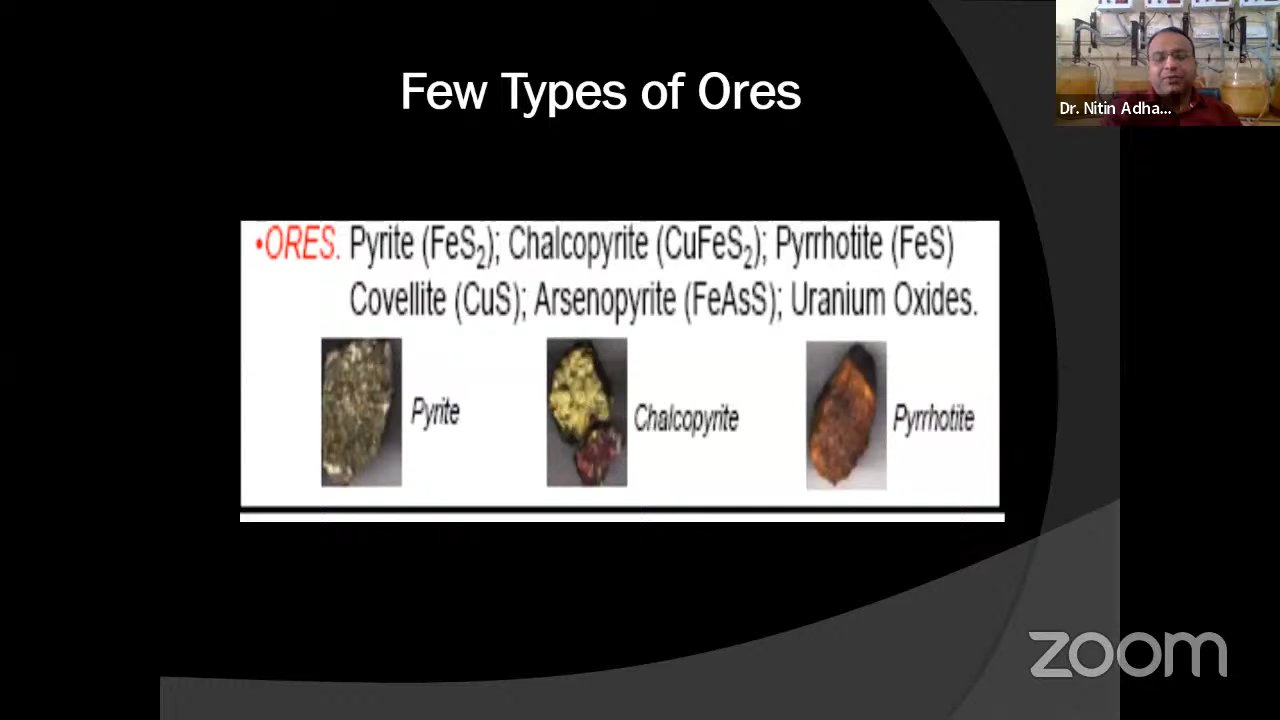 Few Types of Ores
Dr. Nitin Adha...
•ORES. Pyrite (FeS₂); Chalcopyrite (CuFeS₂); Pyrrhotite (FeS)
Covellite (CuS); Arsenopyrite (FeAsS); Uranium Oxides.
Pyrite
Chalcopyrite
Pyrrhotite
zoom